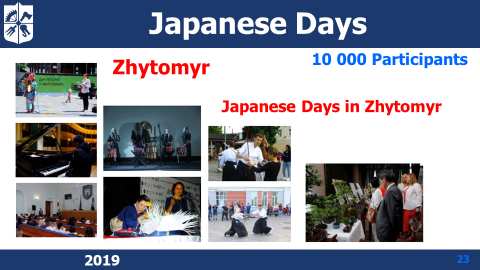 Japanese Days
Zhytomyr
10 000 Participants
Japanese Days in Zhytomyr
2019
23